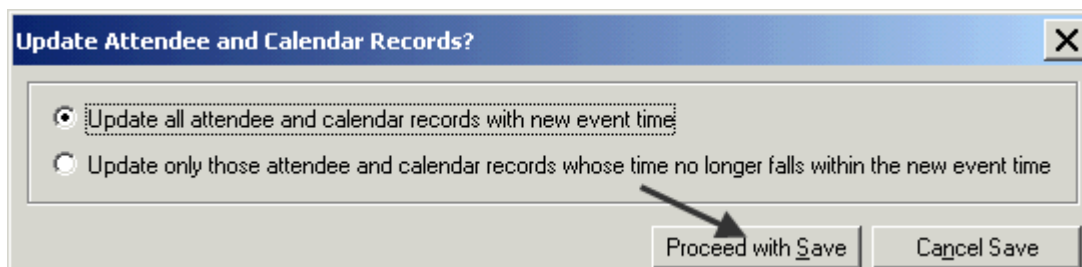 Update Attendee and Calendar Records?
Update all attendee and calendar records with new event time
Update only those attendee and calendar records whose time no longer falls within the new event time
Proceed with Save
Cancel Save